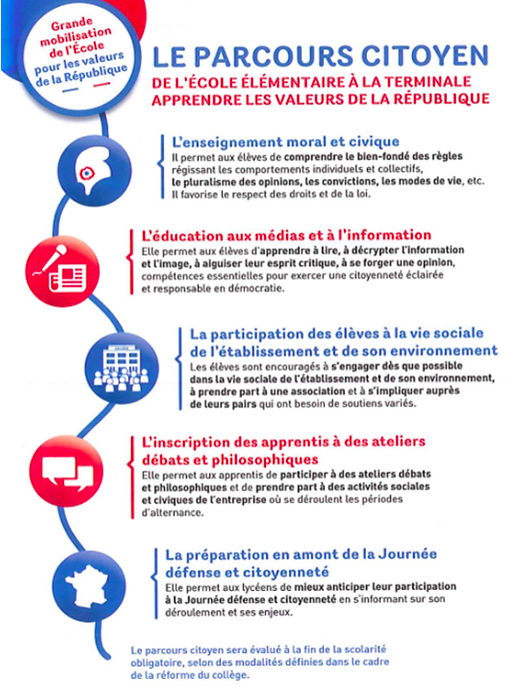 Grande
mobilisation
de l'École
pour les valeurs
de la République
LE PARCOURS CITOYEN
DE L'ÉCOLE ÉLÉMENTAIRE À LA TERMINALE
APPRENDRE LES VALEURS DE LA RÉPUBLIQUE
L'enseignement moral et civique
Il permet aux élèves de comprendre le bien-fondé des règles
régissant les comportements individuels et collectifs,
le pluralisme des opinions, les convictions, les modes de vie, etc.
Il favorise le respect des droits et de la loi.
L'éducation aux médias et à l'information
Elle permet aux élèves d'apprendre à lire, à décrypter l'information
et l'image, à aiguiser leur esprit critique, à se forger une opinion,
compétences essentielles pour exercer une citoyenneté éclairée
et responsable en démocratie.
La participation des élèves à la vie sociale
de l'établissement et de son environnement
Les élèves sont encouragés à s'engager dès que possible
dans la vie sociale de l'établissement et de son environnement,
à prendre part à une association et à s'impliquer auprès
de leurs pairs qui ont besoin de soutiens variés.
L'inscription des apprentis à des ateliers
débats et philosophiques
Elle permet aux apprentis de participer à des ateliers débats
et philosophiques et de prendre part à des activités sociales
et civiques de l'entreprise où se déroulent les périodes
d'alternance.
La préparation en amont de la Journée
défense et citoyenneté
Elle permet aux lycéens de mieux anticiper leur participation
à la Journée défense et citoyenneté en s'informant sur son
déroulement et ses enjeux.
Le parcours citoyen sera évalué à la fin de la scolarité
obligatoire, selon des modalités définies dans le cadre
de la réforme du collège.